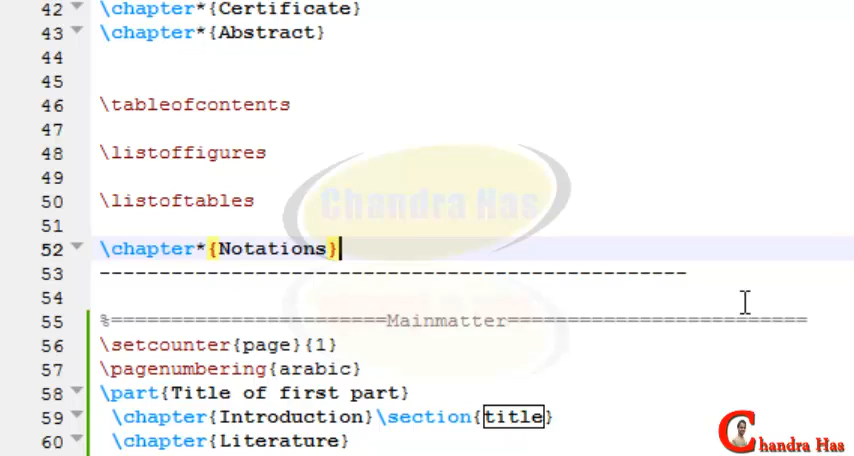 42 \chapter*{Certificate}
43 \chapter*{Abstract}
44
45
46 \tableofcontents
47
48 \listoffigures
49
50 \listoftables
51
52 \chapter*{Notations}
53 -------------------------------------------------
54
55 %=======================Mainmatter=========================
56 \setcounter{page}{1}
57 \pagenumbering{arabic}
58 \part{Title of first part}
59 \chapter{Introduction}\section{title}
60 \chapter{Literature}
Chandra Has
Chandra Has